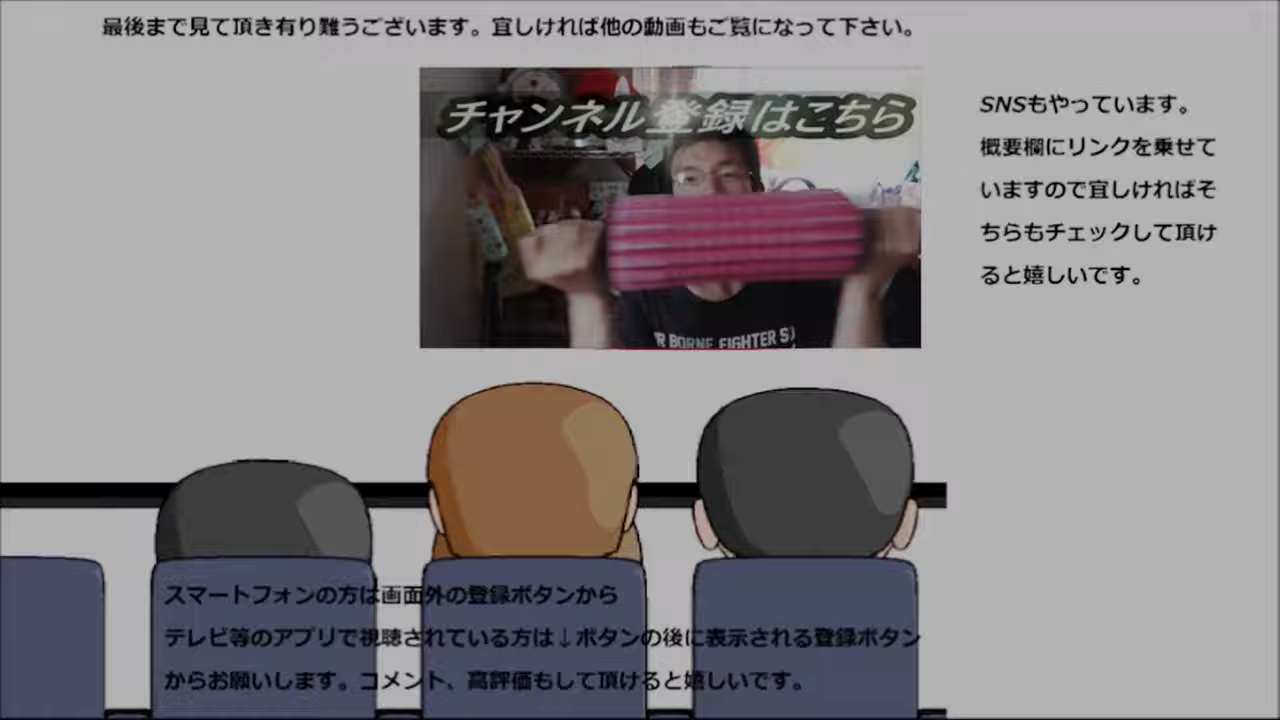 最後まで見て頂き有り難うございます。宜しければ他の動画もご覧になって下さい。
チャンネル登録はこちら
SNSもやっています。
概要欄にリンクを乗せて
いますので宜しければそ
ちらもチェックして頂け
ると嬉しいです。
R BORNE FIGHTER S
スマートフォンの方は画面外の登録ボタンから
テレビ等のアプリで視聴されている方は↓ボタンの後に表示される登録ボタン
からお願いします。コメント、高評価もして頂けると嬉しいです。